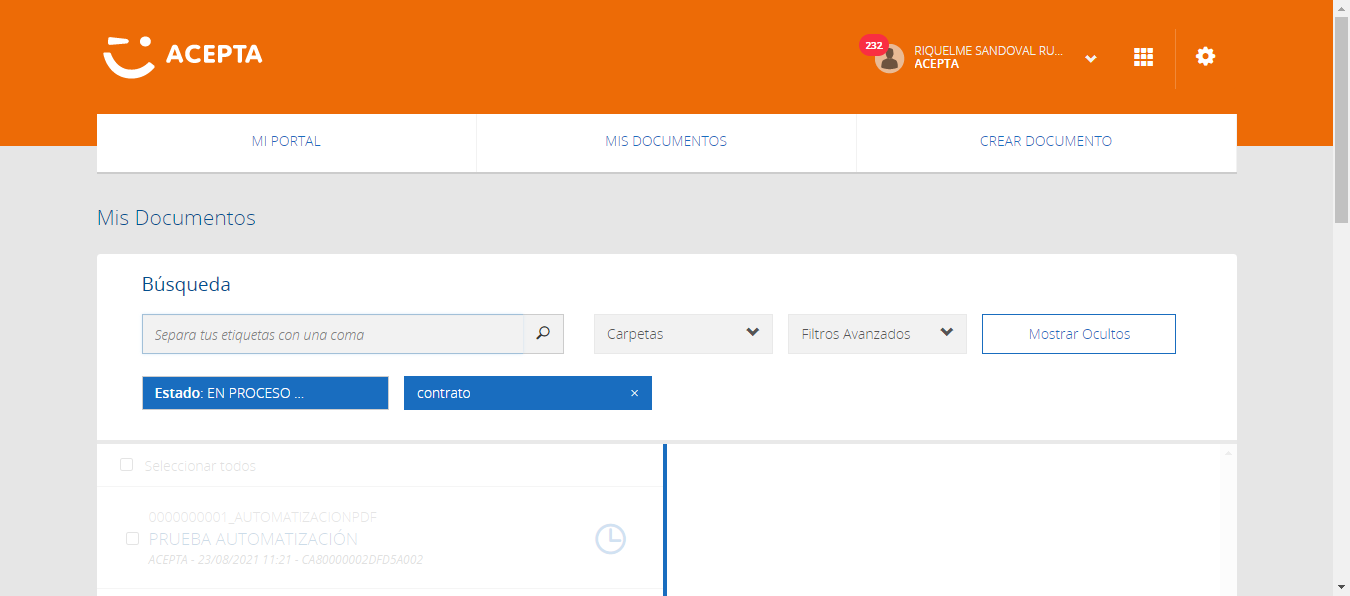 ACEPTA
232
RIQUELME SANDOVAL RU...
ACEPTA
MI PORTAL
MIS DOCUMENTOS
CREAR DOCUMENTO
Mis Documentos
Búsqueda
Separa tus etiquetas con una coma
Carpetas
Filtros Avanzados
Mostrar Ocultos
Estado: EN PROCESO ...
contrato ×
Seleccionar todos
0000000001_AUTOMATIZACIONPDF
PRUEBA AUTOMATIZACIÓN
ACEPTA - 23/08/2021 11:21 - CA80000002DFD5A002